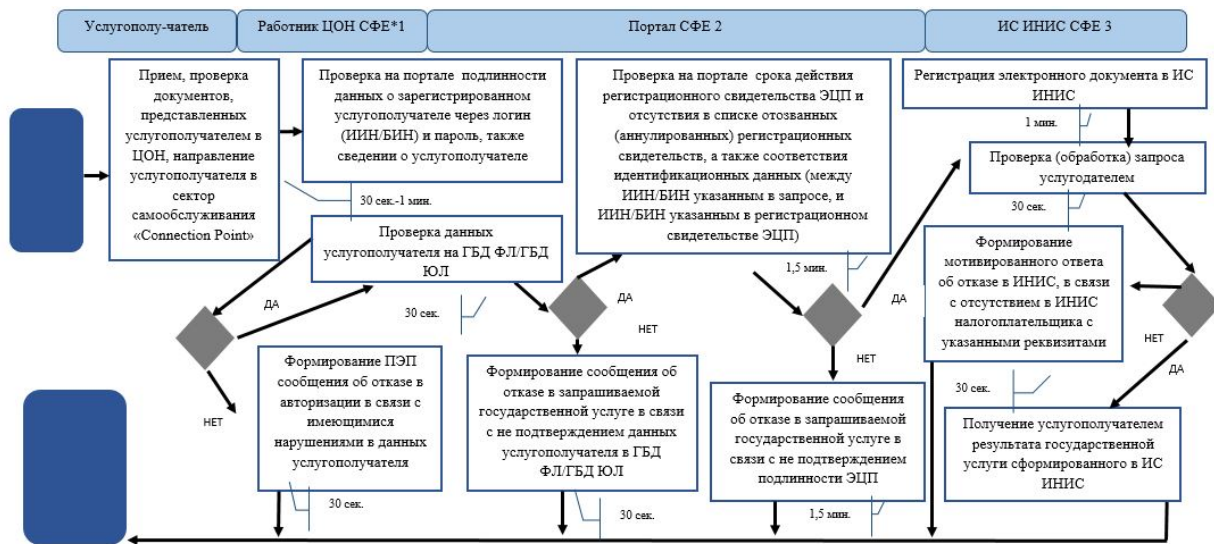 Услугополу-чатель
Работник ЦОН СФЕ*1
Портал СФЕ 2
ИС ИНИС СФЕ 3
Прием, проверка
документов,
представленных
услугополучателем в
ЦОН, направление
услугополучателя в
сектор
самообслуживания
«Connection Point»
Проверка на портале подлинности
данных о зарегистрированном
услугополучателе через логин
(ИИН/БИН) и пароль, также
сведении о услугополучателе
30 сек.-1 мин.
Проверка данных
услугополучателя на ГБД ФЛ/ГБД
ЮЛ
30 сек.
ДА
НЕТ
Формирование ПЭП
сообщения об отказе в
авторизации в связи с
имеющимися
нарушениями в данных
услугополучателя
30 сек.
Проверка на портале срока действия
регистрационного свидетельства ЭЦП и
отсутствия в списке отозванных
(аннулированных) регистрационных
свидетельств, а также соответствия
идентификационных данных (между
ИИН/БИН указанным в запросе, и
ИИН/БИН указанным в регистрационном
свидетельстве ЭЦП)
1,5 мин.
ДА
НЕТ
Формирование сообщения об
отказе в запрашиваемой
государственной услуге в связи
с не подтверждением данных
услугополучателя в ГБД
ФЛ/ГБД ЮЛ
30 сек.
ДА
НЕТ
Формирование сообщения
об отказе в запрашиваемой
государственной услуге в
связи с не подтверждением
подлинности ЭЦП
1,5 мин.
Регистрация электронного документа в ИС
ИНИС
1 мин.
Проверка (обработка) запроса
услугодателем
30 сек.
Формирование
мотивированного ответа
об отказе в ИНИС, в связи
с отсутствием в ИНИС
налогоплательщика с
указанными реквизитами
НЕТ
ДА
30 сек.
Получение услугополучателем
результата государственной
услуги сформированного в ИС
ИНИС